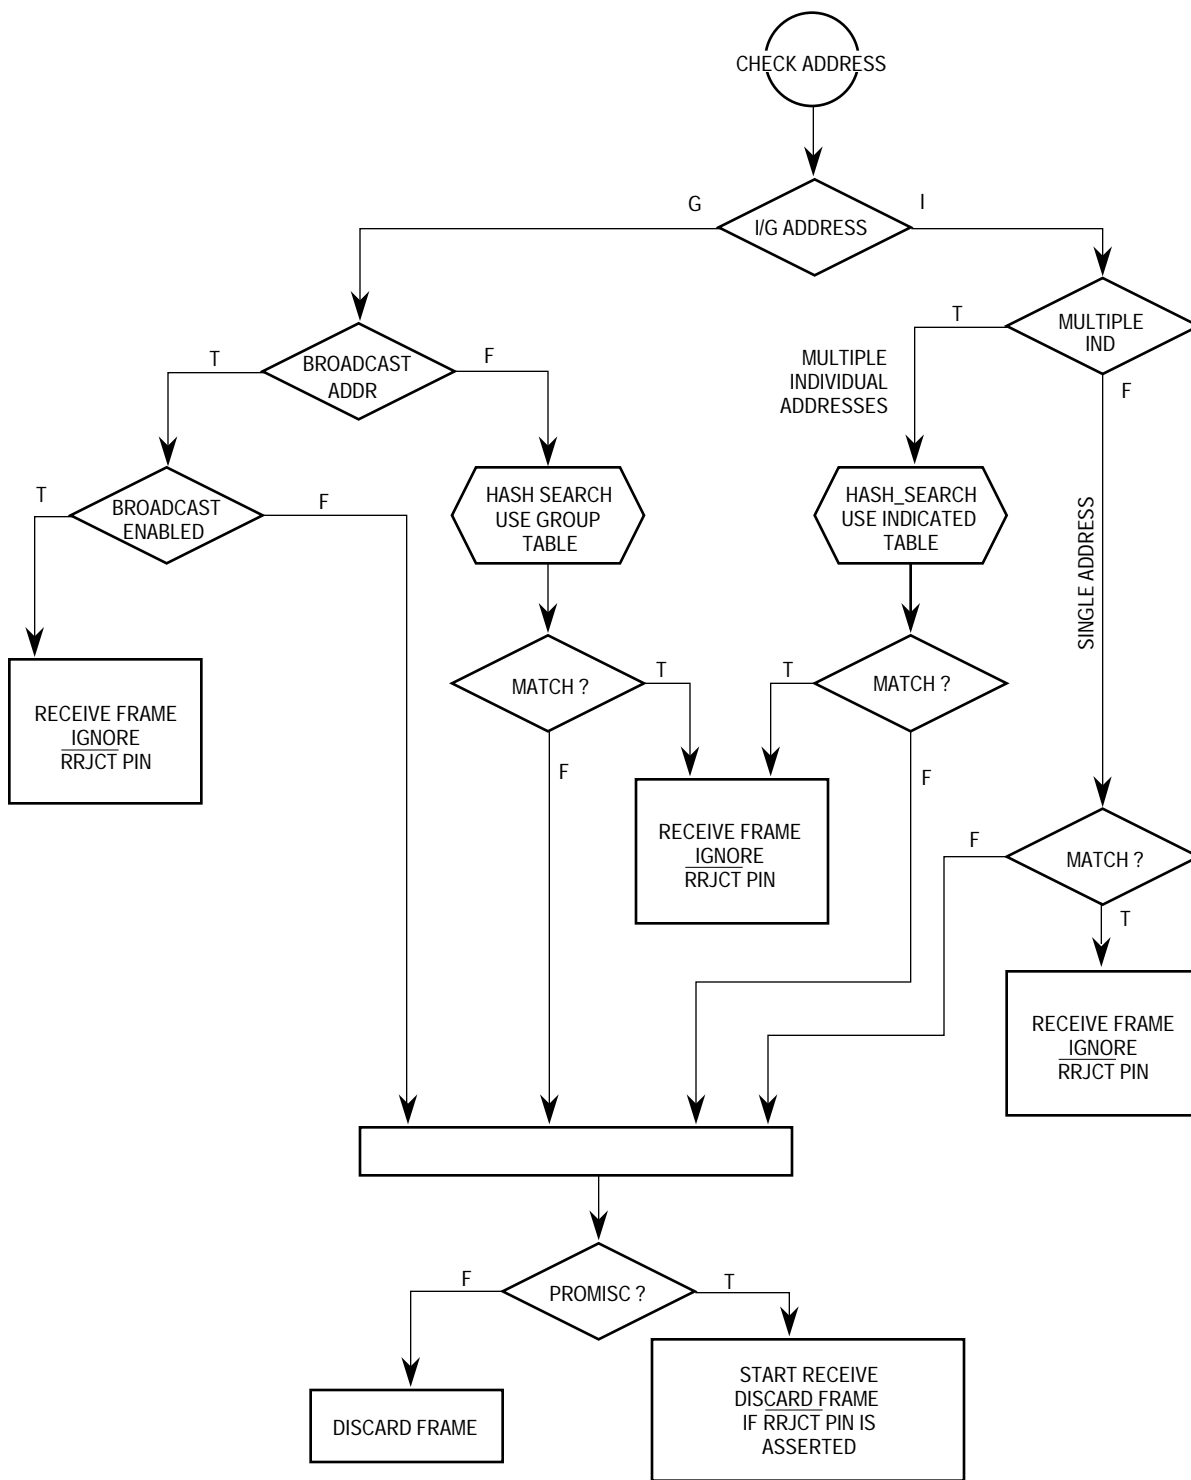 CHECK ADDRESS
G
I
I/G ADDRESS
T
MULTIPLE
IND
F
T
BROADCAST
ADDR
F
MULTIPLE
INDIVIDUAL
ADDRESSES
T
BROADCAST
ENABLED
F
HASH SEARCH
USE GROUP
TABLE
HASH_SEARCH
USE INDICATED
TABLE
SINGLE ADDRESS
RECEIVE FRAME
IGNORE
RRJCT PIN
MATCH ?
T
T
MATCH ?
F
F
RECEIVE FRAME
IGNORE
RRJCT PIN
F
MATCH ?
T
RECEIVE FRAME
IGNORE
RRJCT PIN
F
PROMISC ?
T
DISCARD FRAME
START RECEIVE
DISCARD FRAME
IF RRJCT PIN IS
ASSERTED